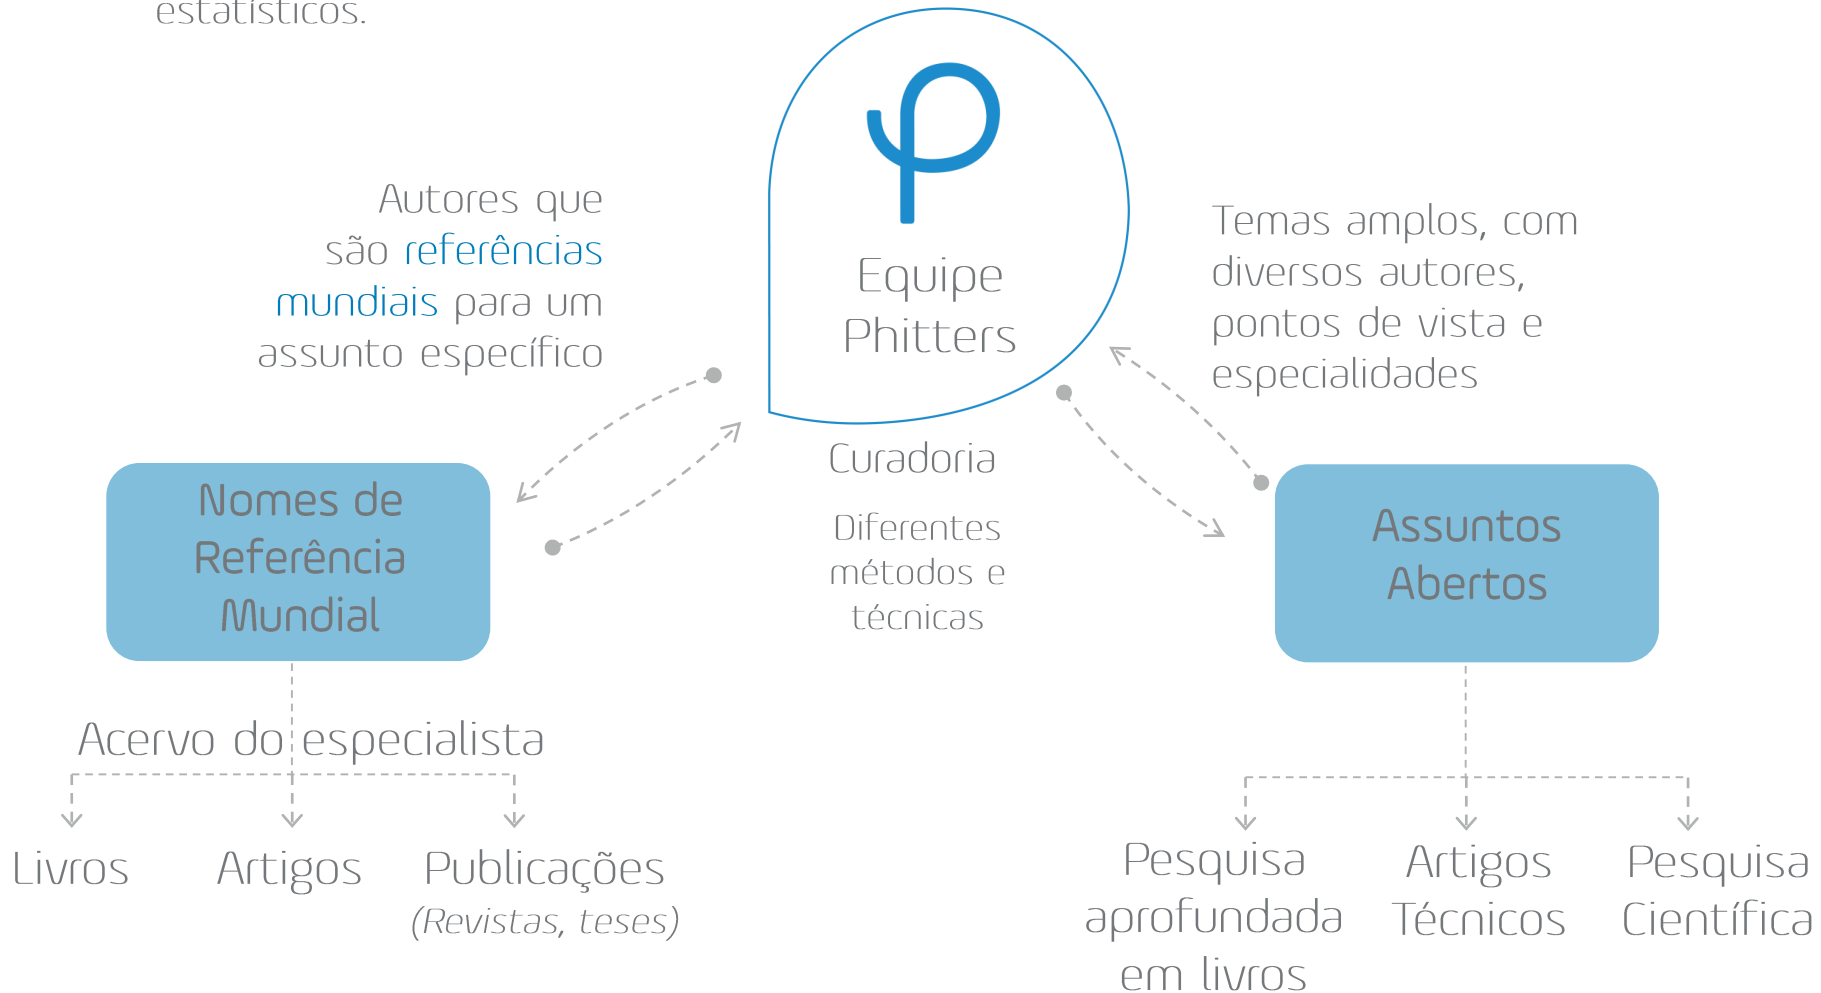 estatísticos.
Equipe
Phitters
Autores que
são referências
mundiais para um
assunto específico
Temas amplos, com
diversos autores,
pontos de vista e
especialidades
Curadoria
Diferentes
métodos e
técnicas
Nomes de
Referência
Mundial
Acervo do especialista
Livros
Artigos
Publicações
(Revistas, teses)
Assuntos
Abertos
Pesquisa
aprofundada
em livros
Artigos
Técnicos
Pesquisa
Científica